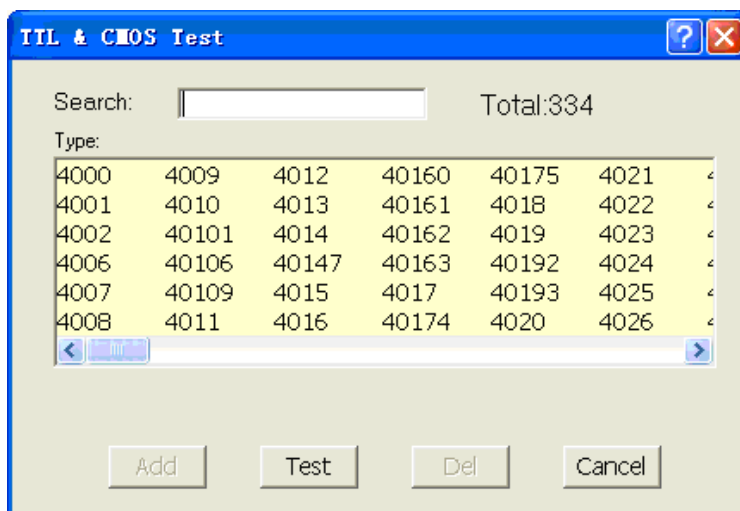 TTL & CMOS Test
Search: Total:334
Type:
4000 4009 4012 40160 40175 4021
4001 4010 4013 40161 4018 4022
4002 40101 4014 40162 4019 4023
4006 40106 40147 40163 40192 4024
4007 40109 4015 4017 40193 4025
4008 4011 4016 40174 4020 4026
Add Test Del Cancel